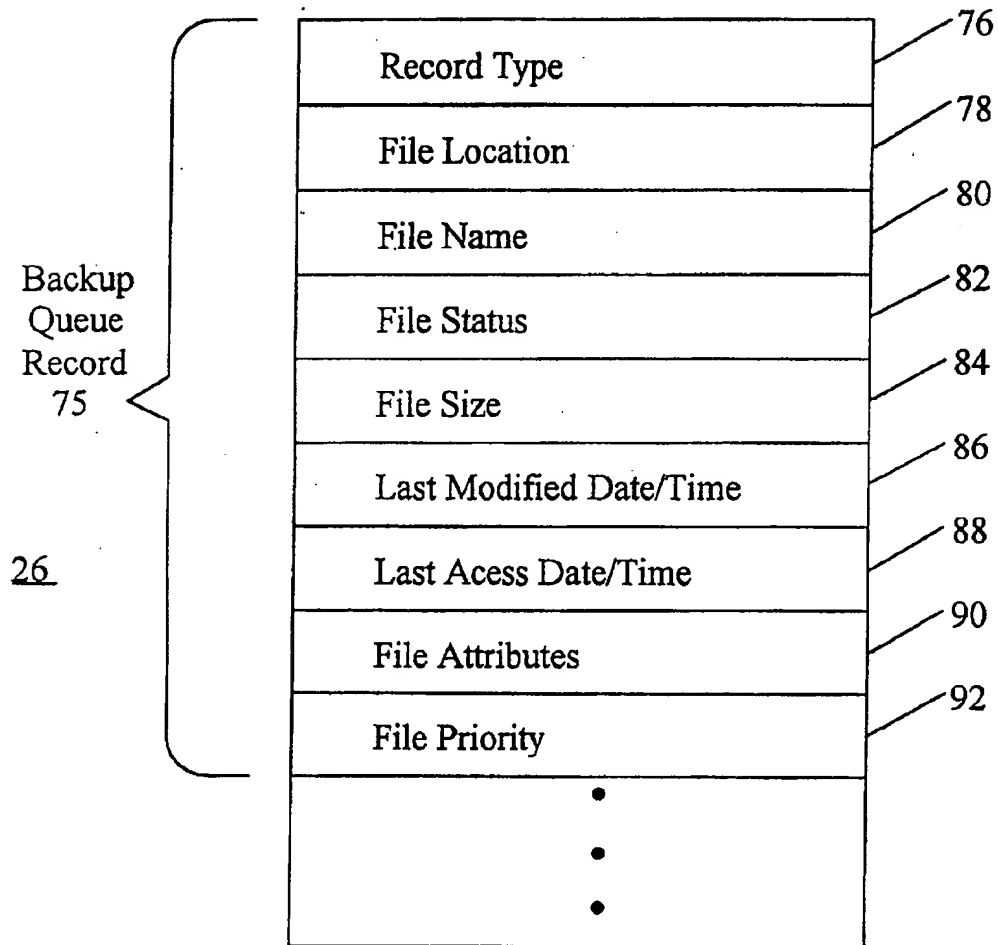 Record Type
76
File Location
78
File Name
80
File Status
82
File Size
84
Last Modified Date/Time
86
Last Acess Date/Time
88
File Attributes
90
File Priority
92
Backup
Queue
Record
75
26